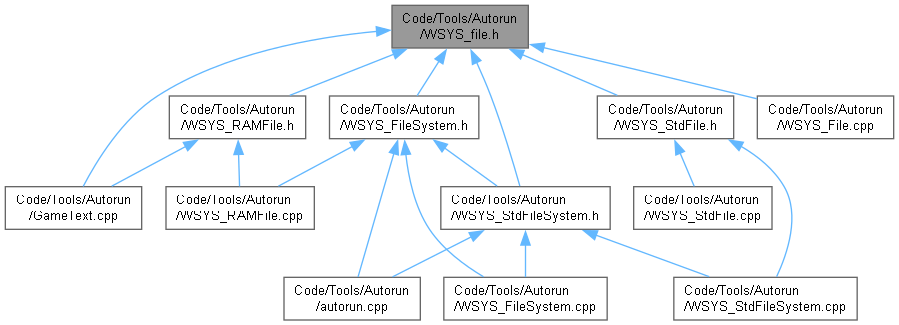 Code/Tools/Autorun
/WSYS_file.h
Code/Tools/Autorun
/WSYS_RAMFile.h
Code/Tools/Autorun
/WSYS_FileSystem.h
Code/Tools/Autorun
/WSYS_StdFile.h
Code/Tools/Autorun
/WSYS_File.cpp
Code/Tools/Autorun
/GameText.cpp
Code/Tools/Autorun
/WSYS_RAMFile.cpp
Code/Tools/Autorun
/WSYS_StdFileSystem.h
Code/Tools/Autorun
/WSYS_StdFile.cpp
Code/Tools/Autorun
/autorun.cpp
Code/Tools/Autorun
/WSYS_FileSystem.cpp
Code/Tools/Autorun
/WSYS_StdFileSystem.cpp